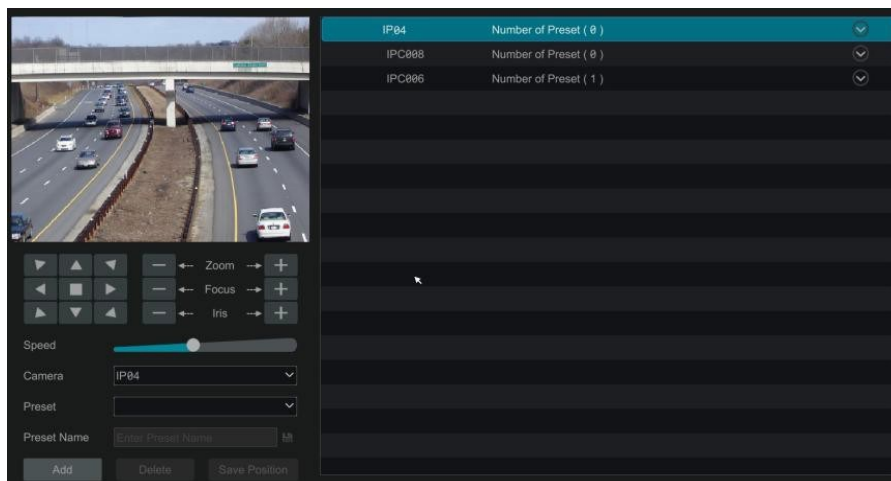 IP04 Number of Preset ( 0 )
IPC008 Number of Preset ( 0 )
IPC006 Number of Preset ( 1 )
Zoom
Focus
Iris
Speed
Camera IP04
Preset
Preset Name Enter Preset Name
Add Delete Save Position